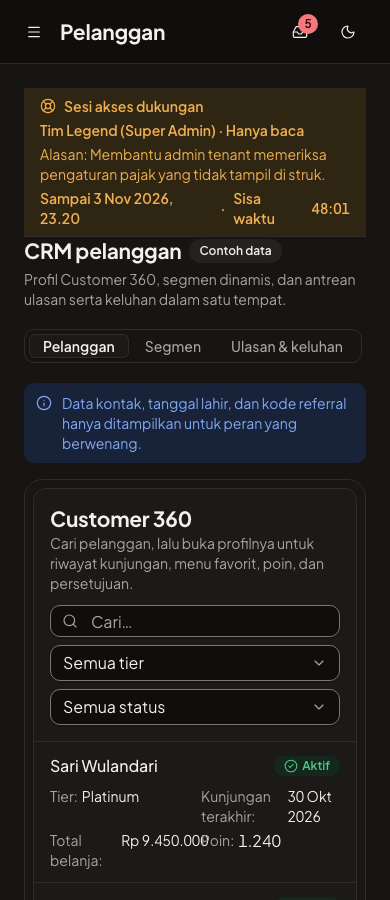 Pelanggan
5
Sesi akses dukungan
Tim Legend (Super Admin) · Hanya baca
Alasan: Membantu admin tenant memeriksa
pengaturan pajak yang tidak tampil di struk.
Sampai 3 Nov 2026, 23.20 · Sisa waktu 48:01
CRM pelanggan Contoh data
Profil Customer 360, segmen dinamis, dan antrean
ulasan serta keluhan dalam satu tempat.
Pelanggan Segmen Ulasan & keluhan
Data kontak, tanggal lahir, dan kode referral
hanya ditampilkan untuk peran yang
berwenang.
Customer 360
Cari pelanggan, lalu buka profilnya untuk
riwayat kunjungan, menu favorit, poin, dan
persetujuan.
Cari...
Semua tier
Semua status
Sari Wulandari Aktif
Tier: Platinum
Kunjungan terakhir: 30 Okt 2026
Total belanja: Rp 9.450.000
Poin: 1.240